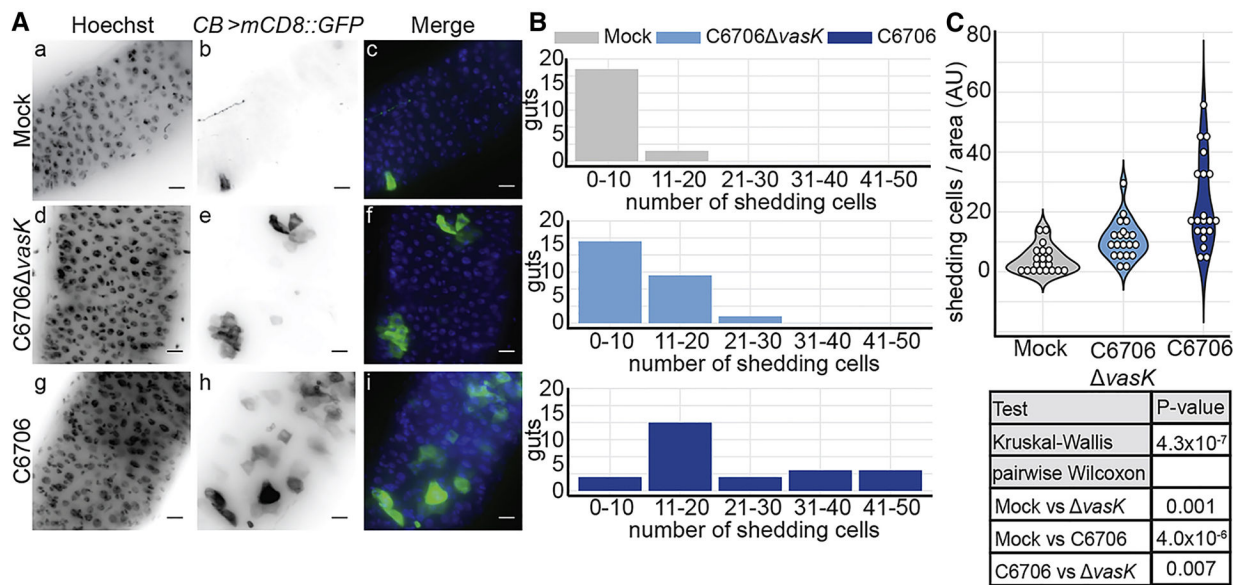 A
Hoechst CB >mCD8::GFP Merge
Mock
a b c
C6706ΔvasK
d e f
C6706
g h i
B
Mock C6706ΔvasK C6706
guts
20
15
10
5
0
0-10 11-20 21-30 31-40 41-50
number of shedding cells
guts
20
15
10
5
0
0-10 11-20 21-30 31-40 41-50
number of shedding cells
guts
20
15
10
5
0
0-10 11-20 21-30 31-40 41-50
number of shedding cells
C
shedding cells / area (AU)
80
60
40
20
0
Mock C6706 C6706
ΔvasK
Test P-value
Kruskal-Wallis 4.3x10⁻⁷
pairwise Wilcoxon
Mock vs ΔvasK 0.001
Mock vs C6706 4.0x10⁻⁶
C6706 vs ΔvasK 0.007